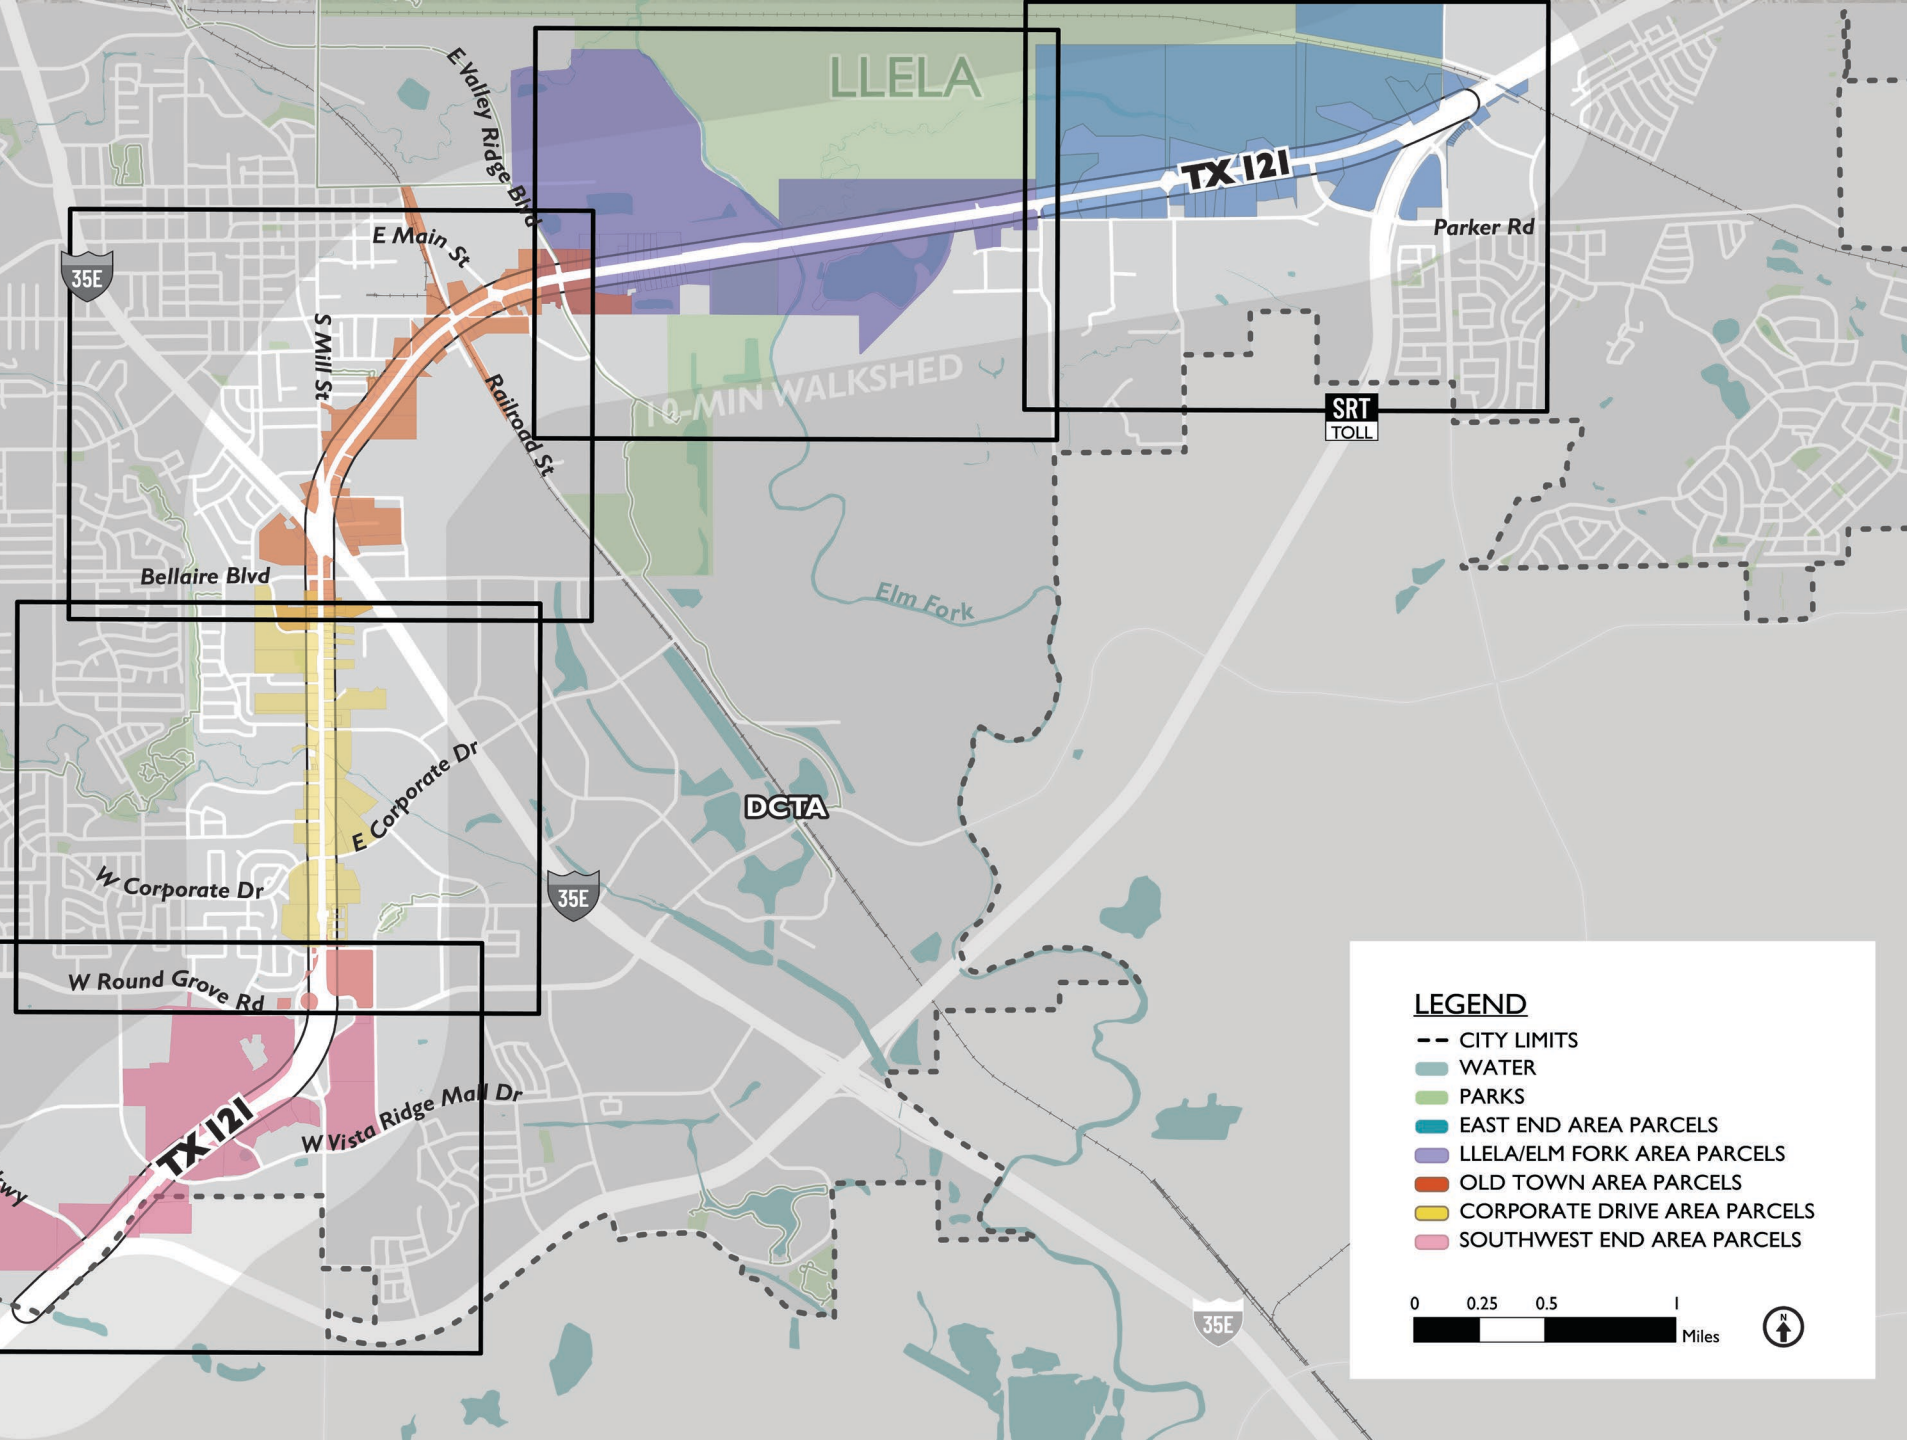 LLELA
E Valley Ridge Blvd
TX 121
Parker Rd
E Main St
35E
S Mill St
10-MIN WALKSHED
Railroad St
SRT
TOLL
Bellaire Blvd
Elm Fork
E Corporate Dr
DCTA
W Corporate Dr
35E
W Round Grove Rd
W Vista Ridge Mall Dr
TX 121
35E
LEGEND
CITY LIMITS
WATER
PARKS
EAST END AREA PARCELS
LLELA/ELM FORK AREA PARCELS
OLD TOWN AREA PARCELS
CORPORATE DRIVE AREA PARCELS
SOUTHWEST END AREA PARCELS
0 0.25 0.5 1
Miles
N